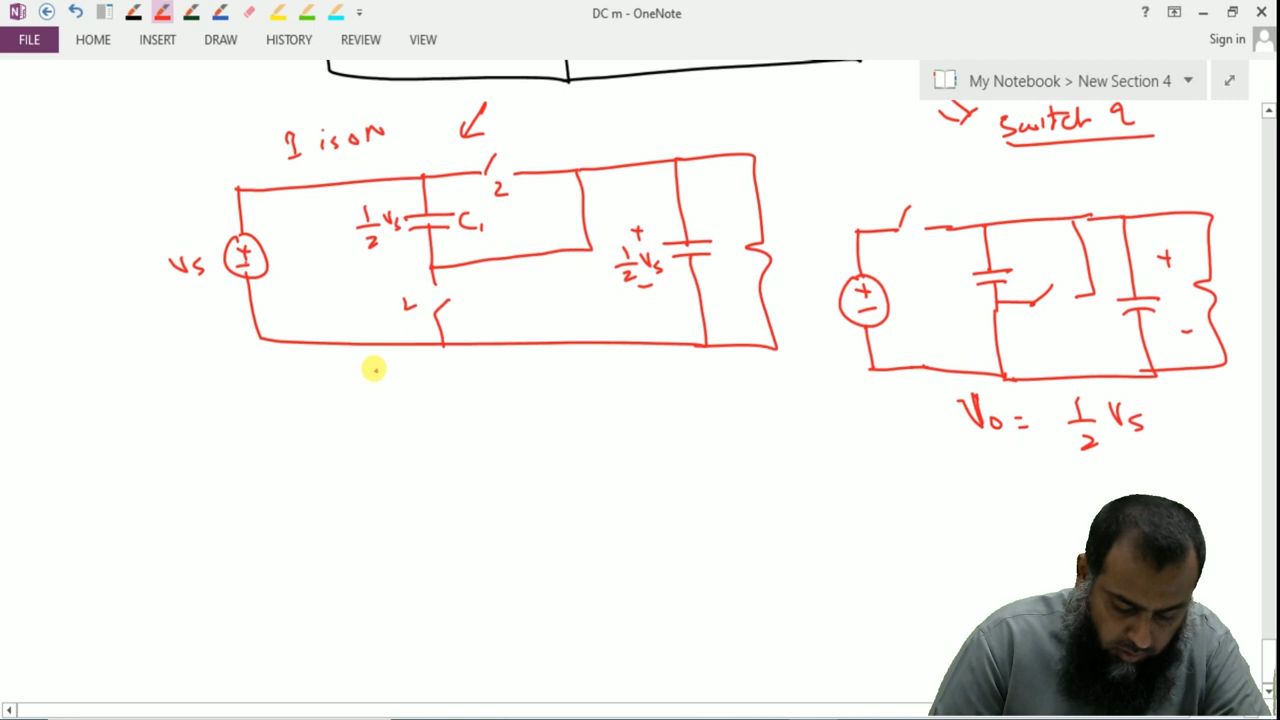 DC m - OneNote
FILE HOME INSERT DRAW HISTORY REVIEW VIEW
Sign in
My Notebook > New Section 4
1 is on
Switch 2
2
1/2 Vs C1
+
1/2 Vs
-
Vs
+
-
2
+
-
+
-
Vo = 1/2 Vs